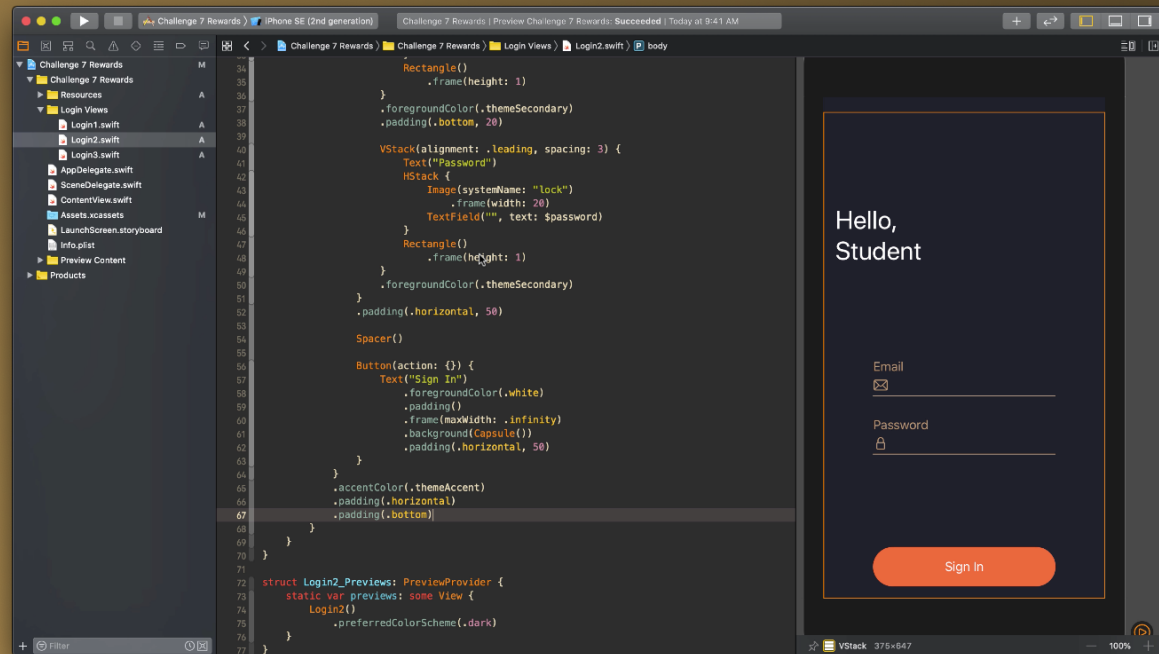 Challenge 7 Rewards ⟩ iPhone SE (2nd generation)
Challenge 7 Rewards | Preview Challenge 7 Rewards: Succeeded | Today at 9:41 AM
Challenge 7 Rewards ⟩ Challenge 7 Rewards ⟩ Login Views ⟩ Login2.swift ⟩ P body
Challenge 7 Rewards M
Challenge 7 Rewards
Resources A
Login Views
Login1.swift A
Login2.swift A
Login3.swift A
AppDelegate.swift
SceneDelegate.swift
ContentView.swift
Assets.xcassets M
LaunchScreen.storyboard
Info.plist
Preview Content
Products
Filter
34 Rectangle()
35 .frame(height: 1)
36 }
37 .foregroundColor(.themeSecondary)
38 .padding(.bottom, 20)
39
40 VStack(alignment: .leading, spacing: 3) {
41 Text("Password")
42 HStack {
43 Image(systemName: "lock")
44 .frame(width: 20)
45 TextField("", text: $password)
46 }
47 Rectangle()
48 .frame(height: 1)
49 }
50 .foregroundColor(.themeSecondary)
51 }
52 .padding(.horizontal, 50)
53
54 Spacer()
55
56 Button(action: {}) {
57 Text("Sign In")
58 .foregroundColor(.white)
59 .padding()
60 .frame(maxWidth: .infinity)
61 .background(Capsule())
62 .padding(.horizontal, 50)
63 }
64 }
65 .accentColor(.themeAccent)
66 .padding(.horizontal)
67 .padding(.bottom)
68 }
69 }
70 }
71
72 struct Login2_Previews: PreviewProvider {
73 static var previews: some View {
74 Login2()
75 .preferredColorScheme(.dark)
76 }
77 }
Hello,
Student
Email
Password
Sign In
VStack 375×647
100%